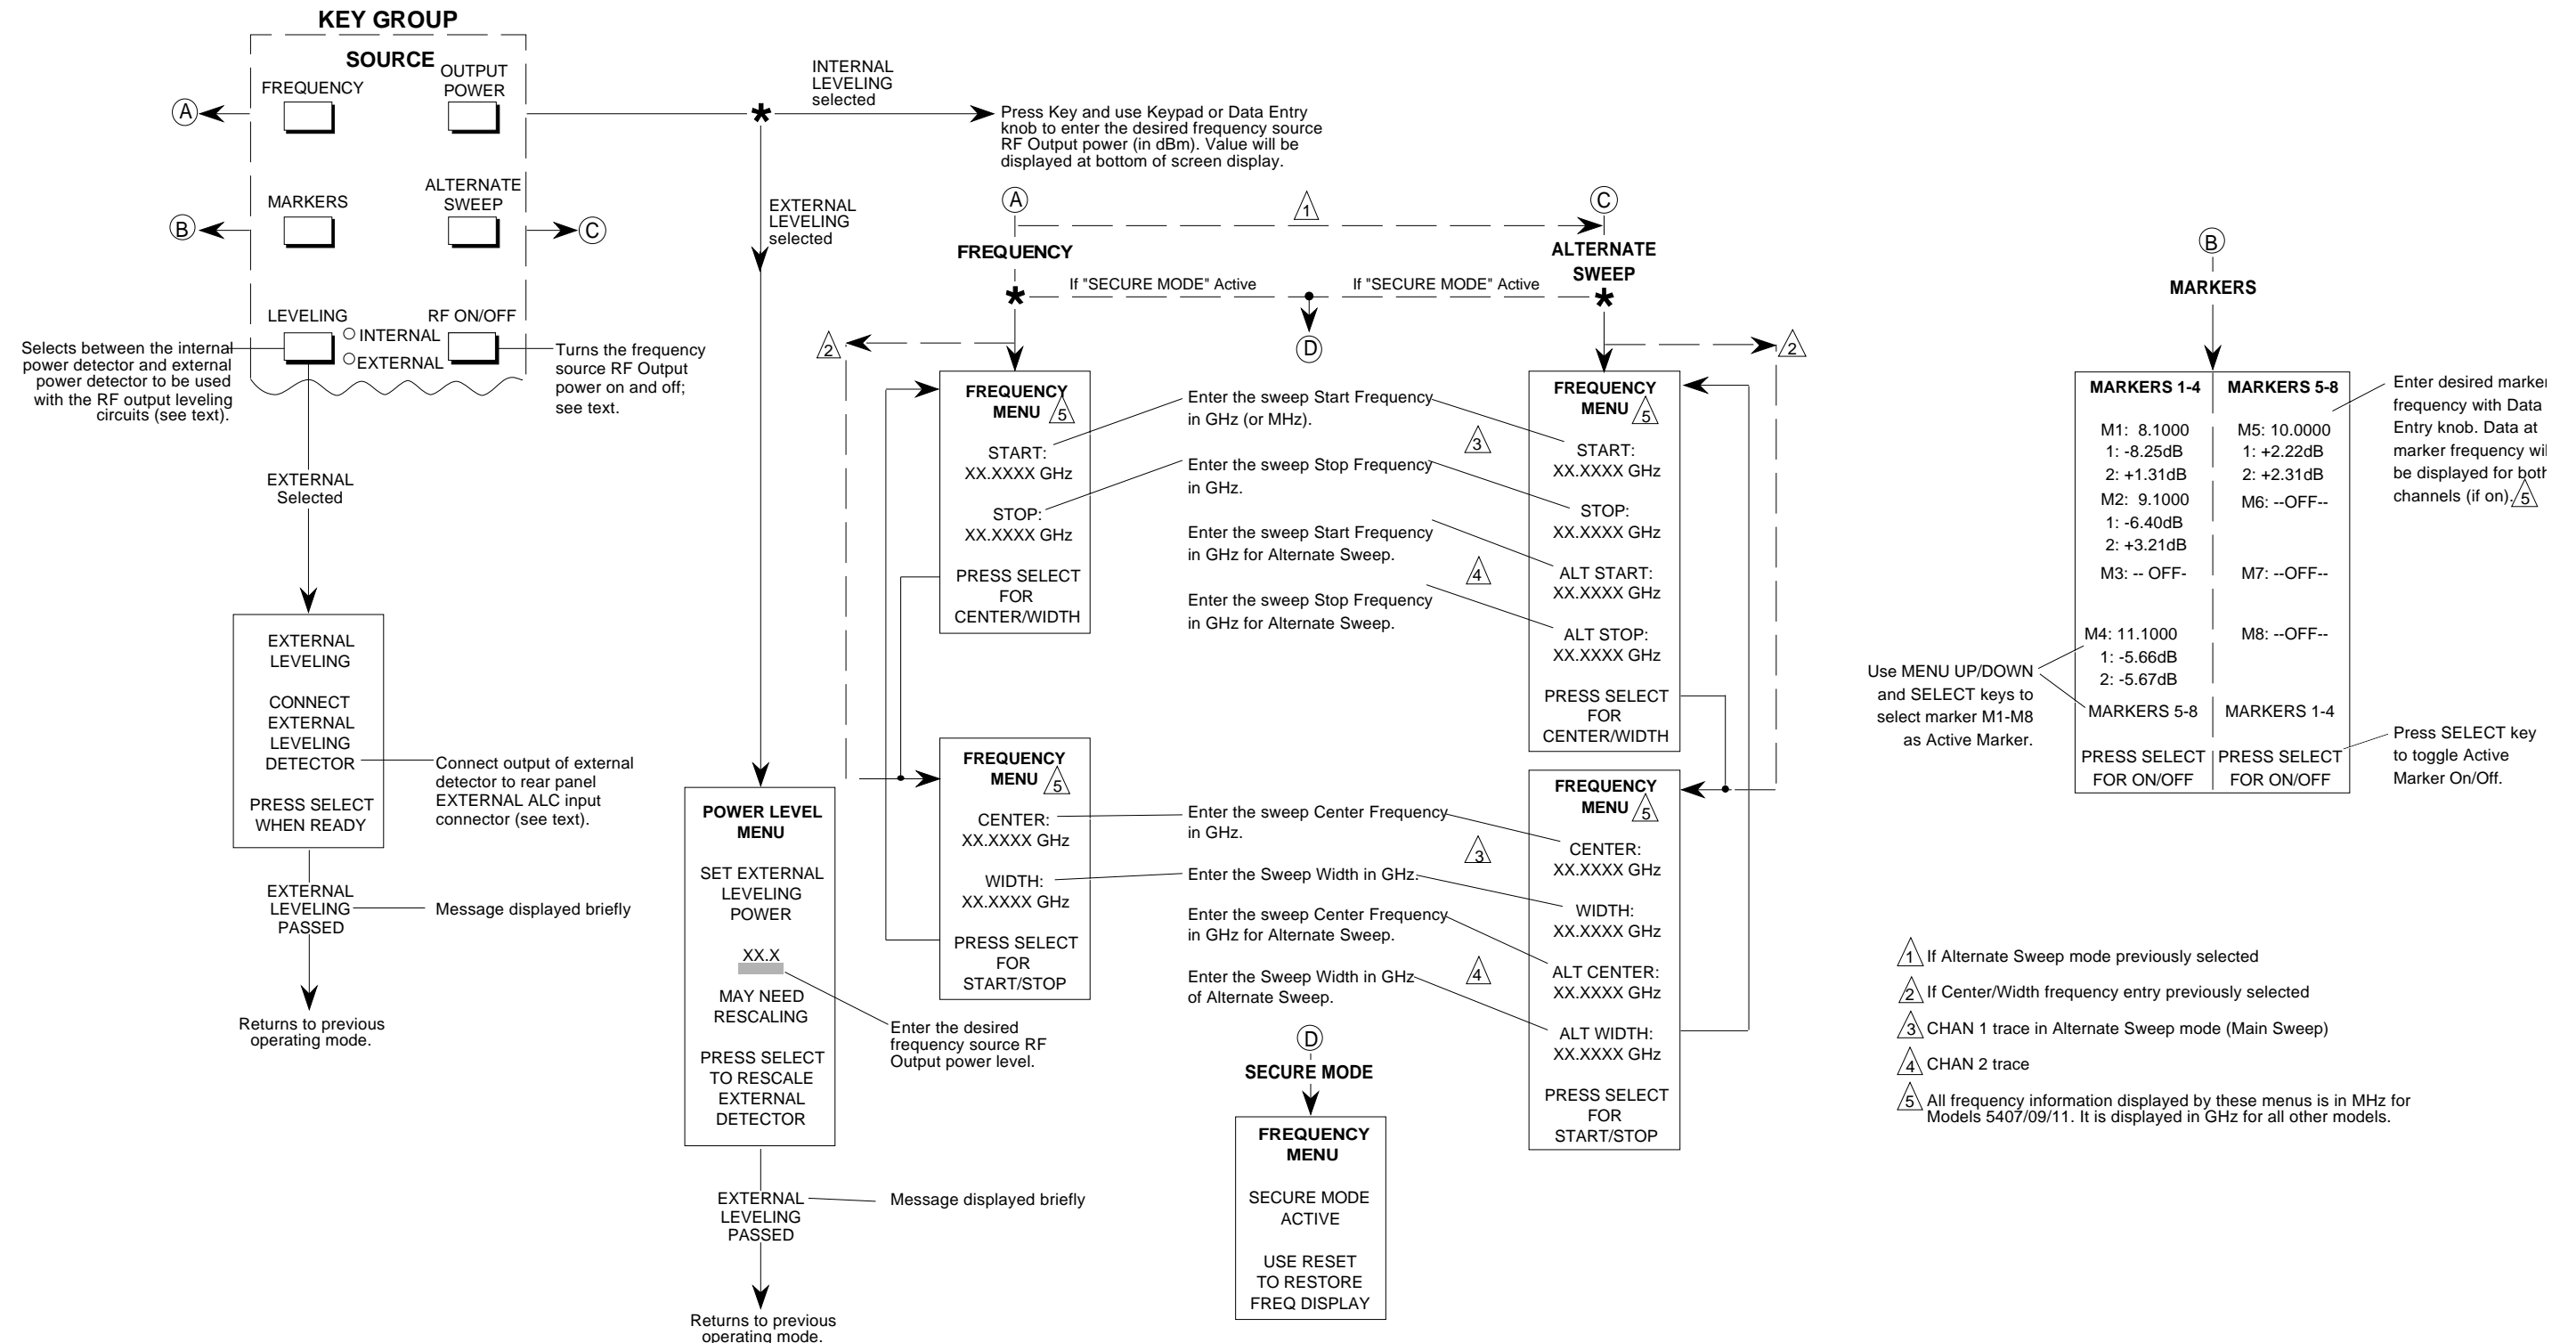 KEY GROUP
SOURCE
FREQUENCY
OUTPUT
POWER
A
MARKERS
ALTERNATE
SWEEP
B
C
LEVELING
INTERNAL
EXTERNAL
RF ON/OFF
Selects between the internal
power detector and external
power detector to be used
with the RF output leveling
circuits (see text).
Turns the frequency
source RF Output
power on and off;
see text.
EXTERNAL
Selected
EXTERNAL
LEVELING
CONNECT
EXTERNAL
LEVELING
DETECTOR
PRESS SELECT
WHEN READY
Connect output of external
detector to rear panel
EXTERNAL ALC input
connector (see text).
EXTERNAL
LEVELING
PASSED
Message displayed briefly
Returns to previous
operating mode.
*
INTERNAL
LEVELING
selected
Press Key and use Keypad or Data Entry
knob to enter the desired frequency source
RF Output power (in dBm). Value will be
displayed at bottom of screen display.
EXTERNAL
LEVELING
selected
POWER LEVEL
MENU
SET EXTERNAL
LEVELING
POWER
XX.X
MAY NEED
RESCALING
PRESS SELECT
TO RESCALE
EXTERNAL
DETECTOR
Enter the desired
frequency source RF
Output power level.
EXTERNAL
LEVELING
PASSED
Message displayed briefly
Returns to previous
operating mode.
A
1
C
FREQUENCY
ALTERNATE
SWEEP
*
If "SECURE MODE" Active
If "SECURE MODE" Active
*
D
2
2
FREQUENCY
MENU
5
START:
XX.XXXX GHz
STOP:
XX.XXXX GHz
PRESS SELECT
FOR
CENTER/WIDTH
Enter the sweep Start Frequency
in GHz (or MHz).
3
Enter the sweep Stop Frequency
in GHz.
Enter the sweep Start Frequency
in GHz for Alternate Sweep.
4
Enter the sweep Stop Frequency
in GHz for Alternate Sweep.
FREQUENCY
MENU
5
START:
XX.XXXX GHz
STOP:
XX.XXXX GHz
ALT START:
XX.XXXX GHz
ALT STOP:
XX.XXXX GHz
PRESS SELECT
FOR
CENTER/WIDTH
FREQUENCY
MENU
5
CENTER:
XX.XXXX GHz
WIDTH:
XX.XXXX GHz
PRESS SELECT
FOR
START/STOP
Enter the sweep Center Frequency
in GHz.
3
Enter the Sweep Width in GHz.
Enter the sweep Center Frequency
in GHz for Alternate Sweep.
4
Enter the Sweep Width in GHz
of Alternate Sweep.
FREQUENCY
MENU
5
CENTER:
XX.XXXX GHz
WIDTH:
XX.XXXX GHz
ALT CENTER:
XX.XXXX GHz
ALT WIDTH:
XX.XXXX GHz
PRESS SELECT
FOR
START/STOP
D
SECURE MODE
FREQUENCY
MENU
SECURE MODE
ACTIVE
USE RESET
TO RESTORE
FREQ DISPLAY
B
MARKERS
MARKERS 1-4
M1: 8.1000
1: -8.25dB
2: +1.31dB
M2: 9.1000
1: -6.40dB
2: +3.21dB
M3: -- OFF-
M4: 11.1000
1: -5.66dB
2: -5.67dB
MARKERS 5-8
PRESS SELECT
FOR ON/OFF
MARKERS 5-8
M5: 10.0000
1: +2.22dB
2: +2.31dB
M6: --OFF--
M7: --OFF--
M8: --OFF--
MARKERS 1-4
PRESS SELECT
FOR ON/OFF
Enter desired marker
frequency with Data
Entry knob. Data at
marker frequency wil
be displayed for both
channels (if on). 5
Use MENU UP/DOWN
and SELECT keys to
select marker M1-M8
as Active Marker.
Press SELECT key
to toggle Active
Marker On/Off.
1 If Alternate Sweep mode previously selected
2 If Center/Width frequency entry previously selected
3 CHAN 1 trace in Alternate Sweep mode (Main Sweep)
4 CHAN 2 trace
5 All frequency information displayed by these menus is in MHz for
Models 5407/09/11. It is displayed in GHz for all other models.